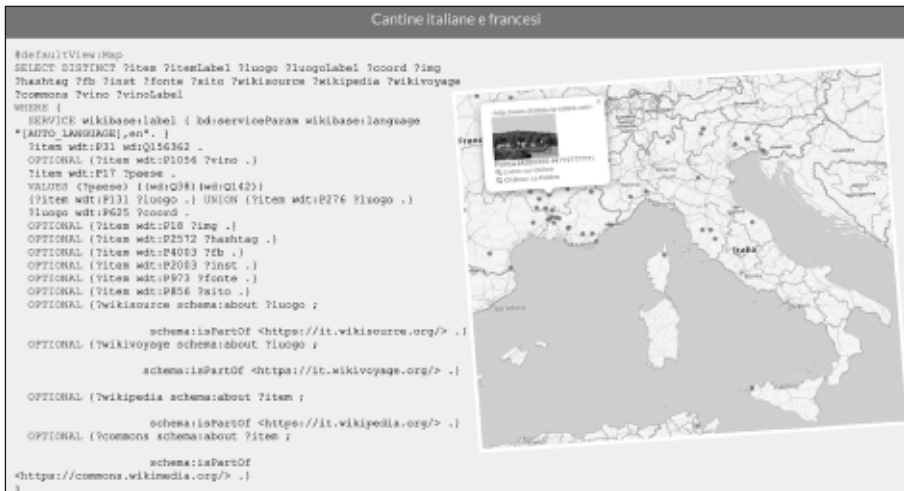 Cantine italiane e francesi
#defaultView:Map
SELECT DISTINCT ?item ?itemLabel ?luogo ?luogoLabel ?coord ?img
?hashtag ?fb ?inst ?fonte ?sito ?wikisource ?wikipedia ?wikivoyage
?commons ?vino ?vinoLabel
WHERE {
SERVICE wikibase:label { bd:serviceParam wikibase:language
"[AUTO_LANGUAGE],en". }
?item wdt:P31 wd:Q156362 .
OPTIONAL {?item wdt:P1056 ?vino .}
?item wdt:P17 ?paese .
VALUES (?paese) {(wd:Q38)(wd:Q142)}
{?item wdt:P131 ?luogo .} UNION {?item wdt:P276 ?luogo .}
?luogo wdt:P625 ?coord .
OPTIONAL {?item wdt:P18 ?img .}
OPTIONAL {?item wdt:P2572 ?hashtag .}
OPTIONAL {?item wdt:P4003 ?fb .}
OPTIONAL {?item wdt:P2003 ?inst .}
OPTIONAL {?item wdt:P973 ?fonte .}
OPTIONAL {?item wdt:P856 ?sito .}
OPTIONAL {?wikisource schema:about ?luogo ;
schema:isPartOf <https://it.wikisource.org/> .}
OPTIONAL {?wikivoyage schema:about ?luogo ;
schema:isPartOf <https://it.wikivoyage.org/> .}
OPTIONAL {?wikipedia schema:about ?item ;
schema:isPartOf <https://it.wikipedia.org/> .}
OPTIONAL {?commons schema:about ?item ;
schema:isPartOf
<https://commons.wikimedia.org/> .}
}
Italia